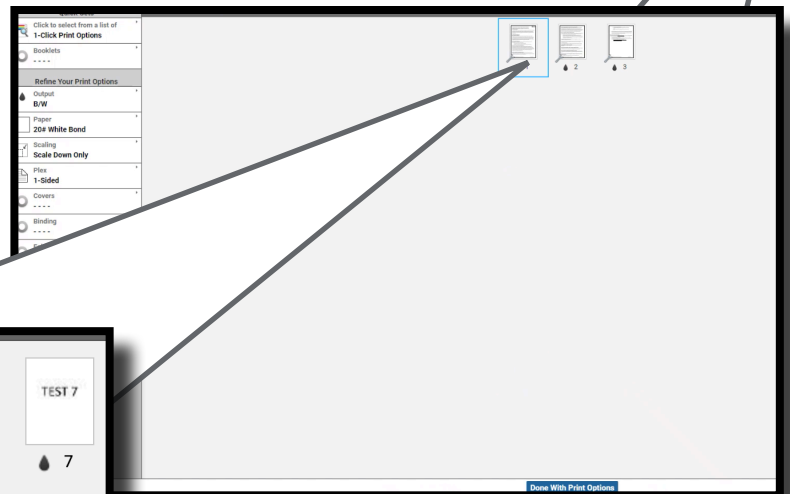 Click to select from a list of
1-Click Print Options
Booklets
- - - -
Refine Your Print Options
Output
B/W
Paper
20# White Bond
Scaling
Scale Down Only
Plex
1-Sided
Covers
- - - -
Binding
- - - -
2
3
TEST 7
7
Done With Print Options